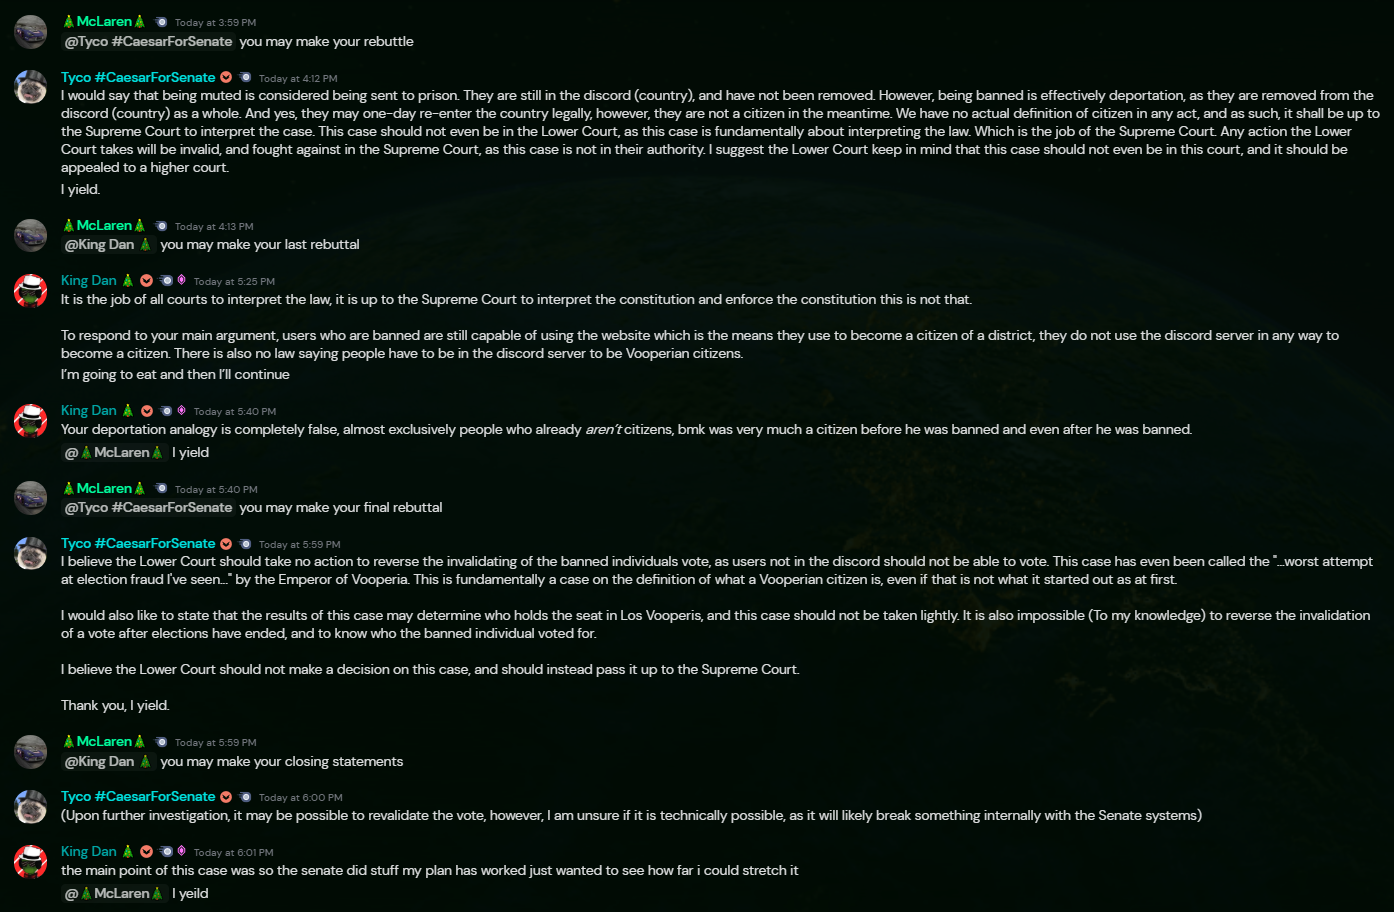 🎄McLaren🎄 Today at 3:59 PM
@Tyco #CaesarForSenate you may make your rebuttle
Tyco #CaesarForSenate Today at 4:12 PM
I would say that being muted is considered being sent to prison. They are still in the discord (country), and have not been removed. However, being banned is effectively deportation, as they are removed from the
discord (country) as a whole. And yes, they may one-day re-enter the country legally, however, they are not a citizen in the meantime. We have no actual definition of citizen in any act, and as such, it shall be up to
the Supreme Court to interpret the case. This case should not even be in the Lower Court, as this case is fundamentally about interpreting the law. Which is the job of the Supreme Court. Any action the Lower
Court takes will be invalid, and fought against in the Supreme Court, as this case is not in their authority. I suggest the Lower Court keep in mind that this case should not even be in this court, and it should be
appealed to a higher court.
I yield.
🎄McLaren🎄 Today at 4:13 PM
@King Dan 🎄 you may make your last rebuttal
King Dan 🎄 Today at 5:25 PM
It is the job of all courts to interpret the law, it is up to the Supreme Court to interpret the constitution and enforce the constitution this is not that.
To respond to your main argument, users who are banned are still capable of using the website which is the means they use to become a citizen of a district, they do not use the discord server in any way to
become a citizen. There is also no law saying people have to be in the discord server to be Vooperian citizens.
I'm going to eat and then I'll continue
King Dan 🎄 Today at 5:40 PM
Your deportation analogy is completely false, almost exclusively people who already aren't citizens, bmk was very much a citizen before he was banned and even after he was banned.
@🎄McLaren🎄 I yield
🎄McLaren🎄 Today at 5:40 PM
@Tyco #CaesarForSenate you may make your final rebuttal
Tyco #CaesarForSenate Today at 5:59 PM
I believe the Lower Court should take no action to reverse the invalidating of the banned individuals vote, as users not in the discord should not be able to vote. This case has even been called the "...worst attempt
at election fraud I've seen..." by the Emperor of Vooperia. This is fundamentally a case on the definition of what a Vooperian citizen is, even if that is not what it started out as at first.
I would also like to state that the results of this case may determine who holds the seat in Los Vooperis, and this case should not be taken lightly. It is also impossible (To my knowledge) to reverse the invalidation
of a vote after elections have ended, and to know who the banned individual voted for.
I believe the Lower Court should not make a decision on this case, and should instead pass it up to the Supreme Court.
Thank you, I yield.
🎄McLaren🎄 Today at 5:59 PM
@King Dan 🎄 you may make your closing statements
Tyco #CaesarForSenate Today at 6:00 PM
(Upon further investigation, it may be possible to revalidate the vote, however, I am unsure if it is technically possible, as it will likely break something internally with the Senate systems)
King Dan 🎄 Today at 6:01 PM
the main point of this case was so the senate did stuff my plan has worked just wanted to see how far i could stretch it
@🎄McLaren🎄 I yeild